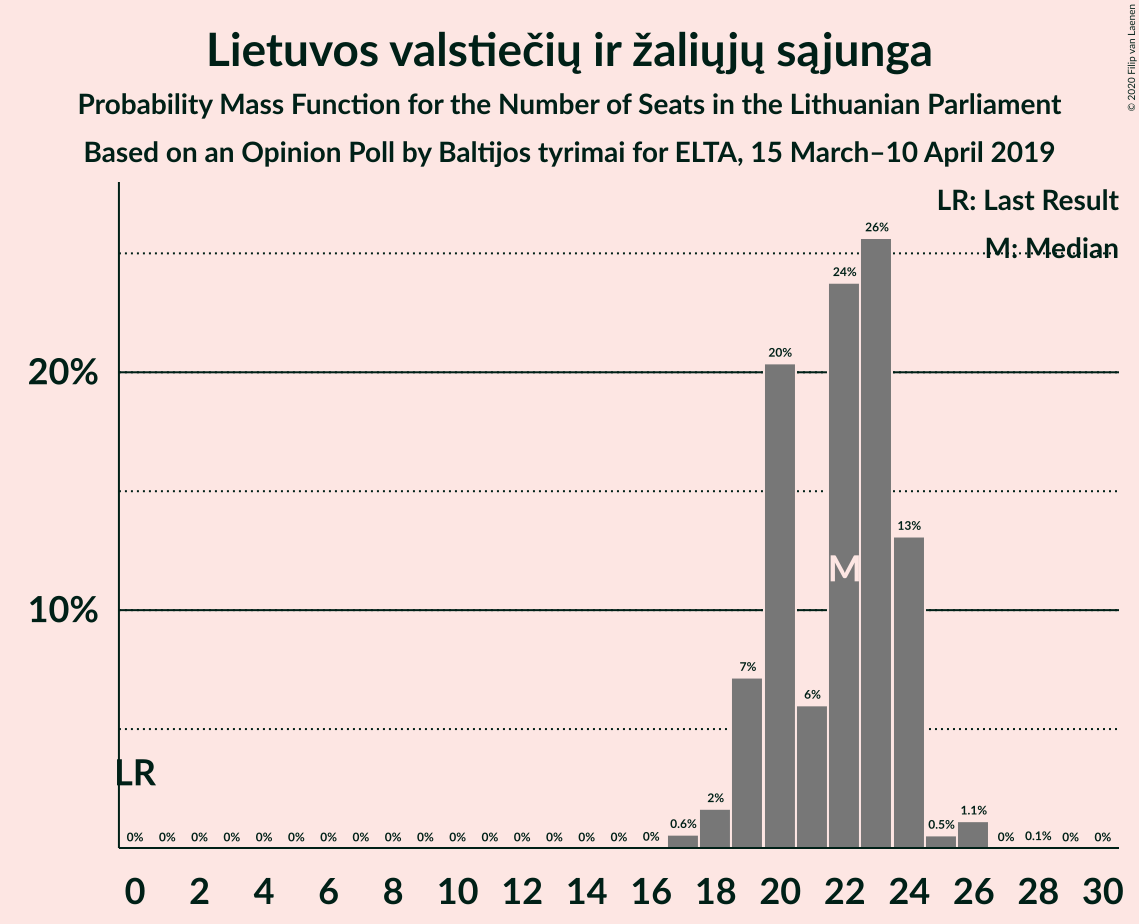 Lietuvos valstiečių ir žaliųjų sąjunga
Probability Mass Function for the Number of Seats in the Lithuanian Parliament
Based on an Opinion Poll by Baltijos tyrimai for ELTA, 15 March–10 April 2019
© 2020 Filip van Laenen
LR: Last Result
M: Median
26%
24%
20%
20%
13%
M
10%
7%
6%
LR
2%
1.1%
0.6%
0.5%
0% 0% 0% 0% 0% 0% 0% 0% 0% 0% 0% 0% 0% 0% 0% 0% 0% 0% 0.1% 0% 0%
0 2 4 6 8 10 12 14 16 18 20 22 24 26 28 30